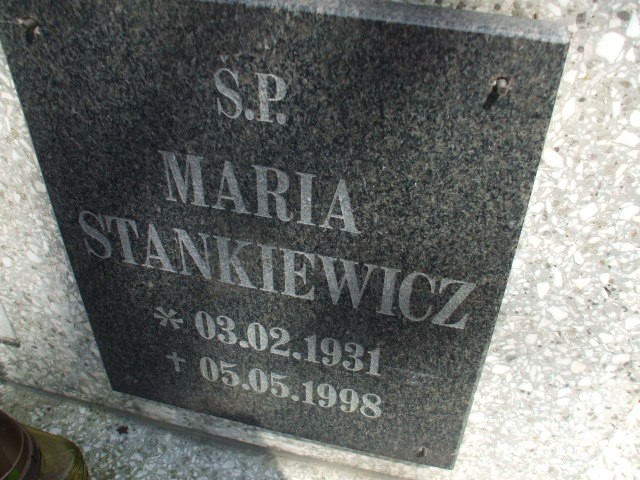 Ś.P.
MARIA
STANKIEWICZ
* 03.02.1931
† 05.05.1998